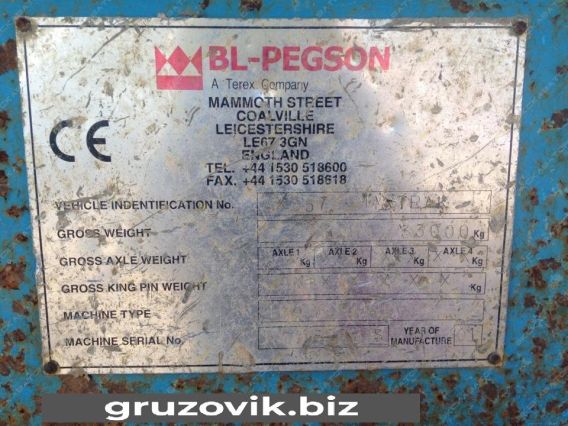 BL-PEGSON
A Terex Company
MAMMOTH STREET
COALVILLE
LEICESTERSHIRE
LE67 3GN
ENGLAND
TEL. +44 1530 518600
FAX. +44 1530 518618
CE
VEHICLE INDENTIFICATION No.
GROSS WEIGHT Kg
GROSS AXLE WEIGHT AXLE 1 Kg AXLE 2 Kg AXLE 3 Kg AXLE 4 Kg
GROSS KING PIN WEIGHT Kg
MACHINE TYPE
MACHINE SERIAL No. YEAR OF MANUFACTURE
gruzovik.biz